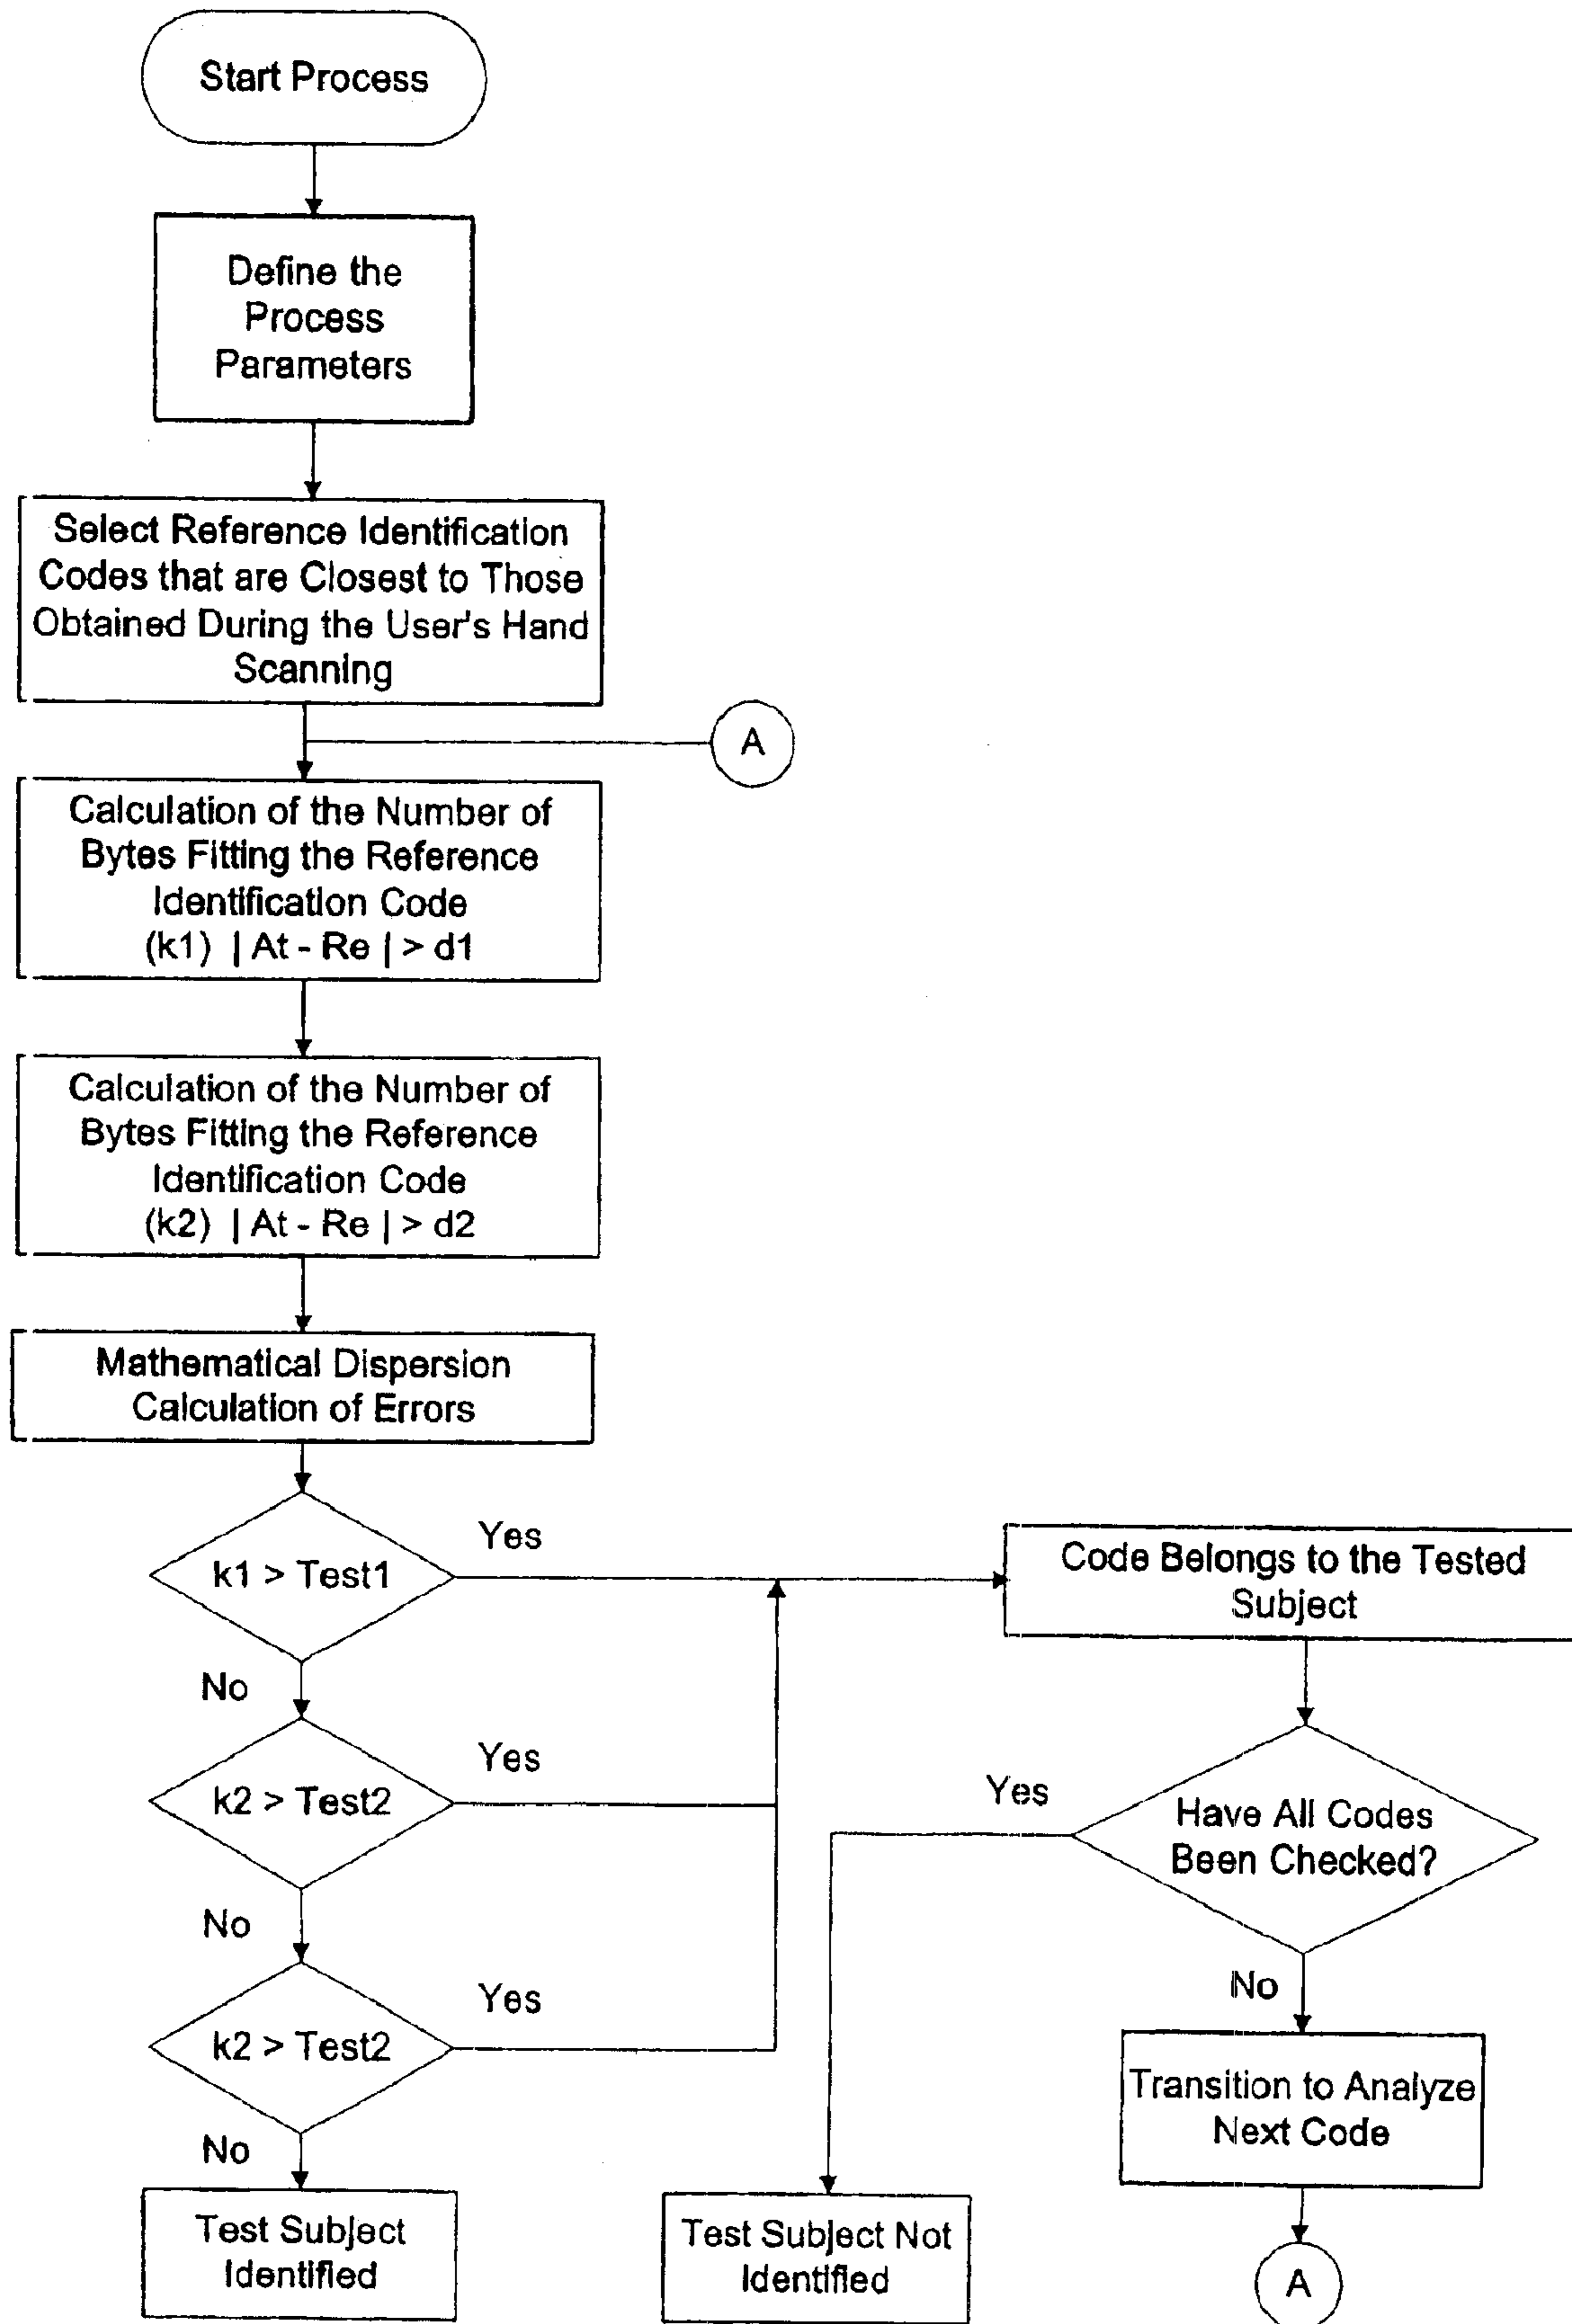 Start Process
Define the
Process
Parameters
Select Reference Identification
Codes that are Closest to Those
Obtained During the User's Hand
Scanning
A
Calculation of the Number of
Bytes Fitting the Reference
Identification Code
(k1) | At - Re | > d1
Calculation of the Number of
Bytes Fitting the Reference
Identification Code
(k2) | At - Re | > d2
Mathematical Dispersion
Calculation of Errors
k1 > Test1
Yes
No
Code Belongs to the Tested
Subject
k2 > Test2
Yes
No
Have All Codes
Been Checked?
Yes
No
k2 > Test2
Yes
No
Transition to Analyze
Next Code
Test Subject
Identified
Test Subject Not
Identified
A